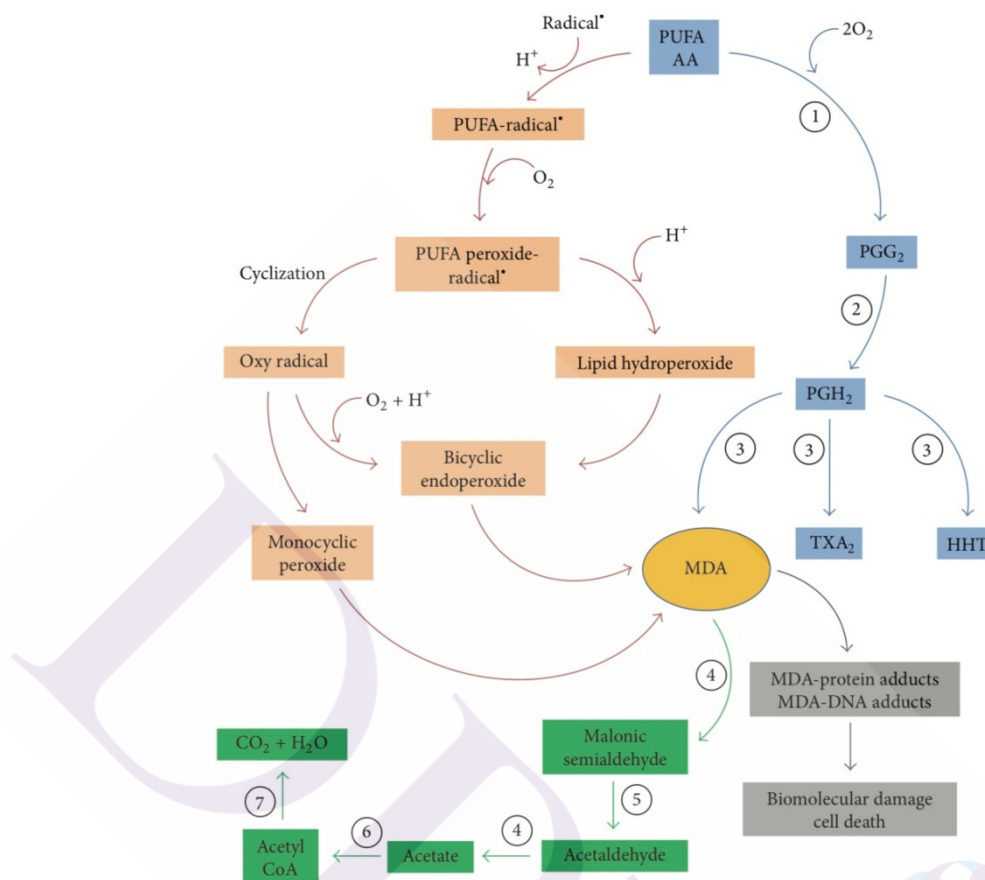 Radical•
H⁺
PUFA
AA
2O₂
①
PUFA-radical•
O₂
PUFA peroxide-
radical•
H⁺
Cyclization
PGG₂
②
Oxy radical
Lipid hydroperoxide
O₂ + H⁺
PGH₂
③
③
③
Bicyclic
endoperoxide
Monocyclic
peroxide
MDA
TXA₂
HHT
④
MDA-protein adducts
MDA-DNA adducts
CO₂ + H₂O
Malonic
semialdehyde
⑦
⑤
Biomolecular damage
cell death
Acetyl
CoA
⑥
Acetate
④
Acetaldehyde